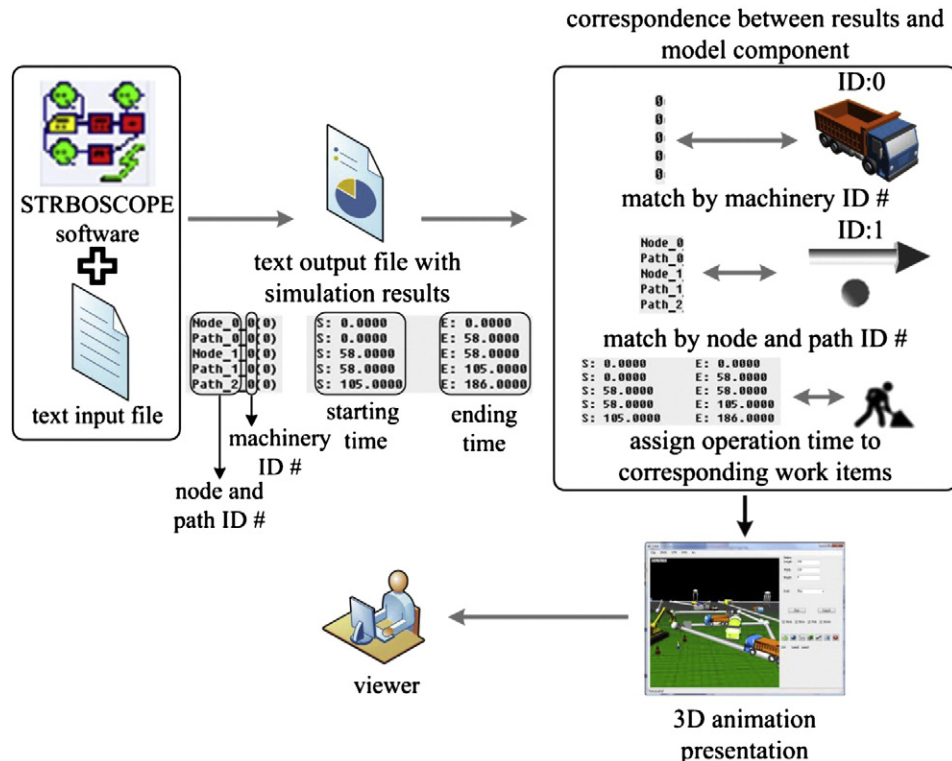 correspondence between results and
model component
STRBOSCOPE
software
text input file
text output file with
simulation results
Node_0_0(0) S: 0.0000 E: 0.0000
Path_0_0(0) S: 0.0000 E: 58.0000
Node_1_0(0) S: 58.0000 E: 58.0000
Path_1_0(0) S: 58.0000 E: 105.0000
Path_2_0(0) S: 105.0000 E: 186.0000
starting
time
ending
time
machinery
ID #
node and
path ID #
ID:0
0
0
0
0
0
match by machinery ID #
ID:1
Node_0
Path_0
Node_1
Path_1
Path_2
match by node and path ID #
S: 0.0000 E: 0.0000
S: 0.0000 E: 58.0000
S: 58.0000 E: 58.0000
S: 58.0000 E: 105.0000
S: 105.0000 E: 186.0000
assign operation time to
corresponding work items
3D animation
presentation
viewer